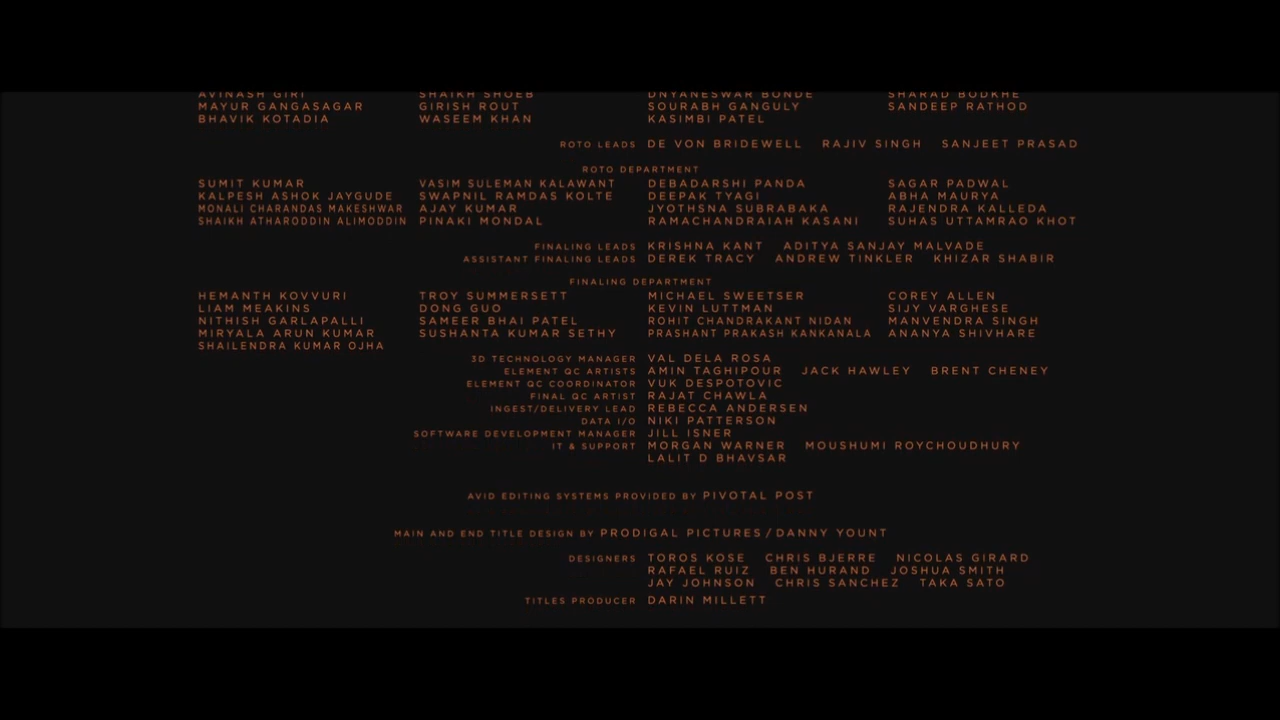 AVINASH GIRI SHAIKH SHOEB DNYANESWAR BONDE SHARAD BODKHE
MAYUR GANGASAGAR GIRISH ROUT SOURABH GANGULY SANDEEP RATHOD
BHAVIK KOTADIA WASEEM KHAN KASIMBI PATEL
ROTO LEADS DE VON BRIDEWELL RAJIV SINGH SANJEET PRASAD
ROTO DEPARTMENT
SUMIT KUMAR VASIM SULEMAN KALAWANT DEBADARSHI PANDA SAGAR PADWAL
KALPESH ASHOK JAYGUDE SWAPNIL RAMDAS KOLTE DEEPAK TYAGI ABHA MAURYA
MONALI CHARANDAS MAKESHWAR AJAY KUMAR JYOTHSNA SUBRABAKA RAJENDRA KALLEDA
SHAIKH ATHARODDIN ALIMODDIN PINAKI MONDAL RAMACHANDRAIAH KASANI SUHAS UTTAMRAO KHOT
FINALING LEADS KRISHNA KANT ADITYA SANJAY MALVADE
ASSISTANT FINALING LEADS DEREK TRACY ANDREW TINKLER KHIZAR SHABIR
FINALING DEPARTMENT
HEMANTH KOVVURI TROY SUMMERSETT MICHAEL SWEETSER COREY ALLEN
LIAM MEAKINS DONG GUO KEVIN LUTTMAN SIJY VARGHESE
NITHISH GARLAPALLI SAMEER BHAI PATEL ROHIT CHANDRAKANT NIDAN MANVENDRA SINGH
MIRYALA ARUN KUMAR SUSHANTA KUMAR SETHY PRASHANT PRAKASH KANKANALA ANANYA SHIVHARE
SHAILENDRA KUMAR OJHA
3D TECHNOLOGY MANAGER VAL DELA ROSA
ELEMENT QC ARTISTS AMIN TAGHIPOUR JACK HAWLEY BRENT CHENEY
ELEMENT QC COORDINATOR VUK DESPOTOVIC
FINAL QC ARTIST RAJAT CHAWLA
INGEST/DELIVERY LEAD REBECCA ANDERSEN
DATA I/O NIKI PATTERSON
SOFTWARE DEVELOPMENT MANAGER JILL ISNER
IT & SUPPORT MORGAN WARNER MOUSHUMI ROYCHOUDHURY
LALIT D BHAVSAR
AVID EDITING SYSTEMS PROVIDED BY PIVOTAL POST
MAIN AND END TITLE DESIGN BY PRODIGAL PICTURES / DANNY YOUNT
DESIGNERS TOROS KOSE CHRIS BJERRE NICOLAS GIRARD
RAFAEL RUIZ BEN HURAND JOSHUA SMITH
JAY JOHNSON CHRIS SANCHEZ TAKA SATO
TITLES PRODUCER DARIN MILLETT